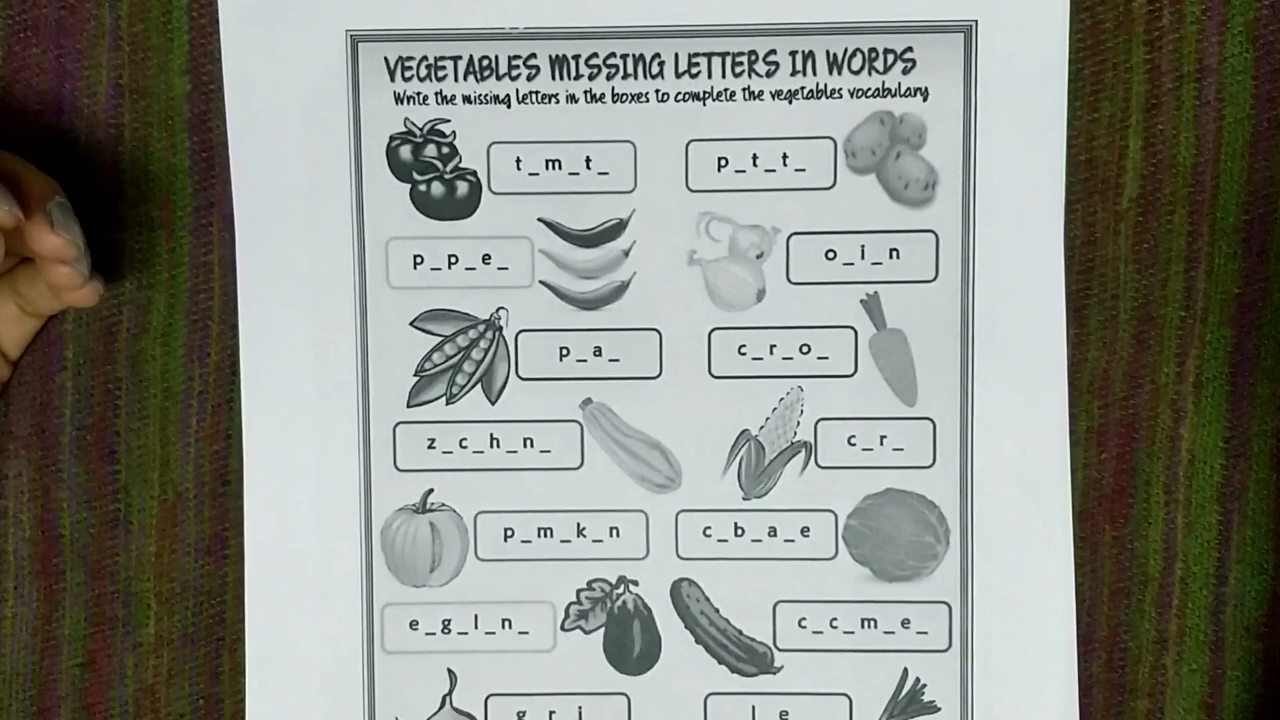 VEGETABLES MISSING LETTERS IN WORDS
Write the missing letters in the boxes to complete the vegetables vocabulary
t_m_t_
p_t_t_
p_p_e_
o_i_n
p_a_
c_r_o_
z_c_h_n_
c_r_
p_m_k_n
c_b_a_e
e_g_l_n_
c_c_m_e_